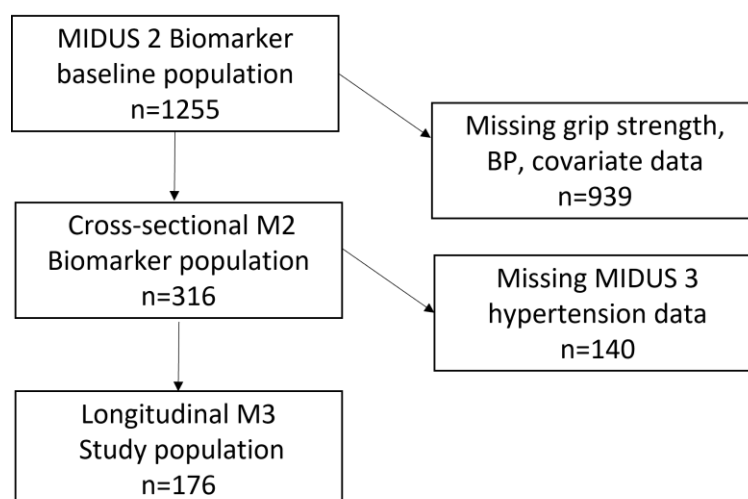 MIDUS 2 Biomarker
baseline population
n=1255
Missing grip strength,
BP, covariate data
n=939
Cross-sectional M2
Biomarker population
n=316
Missing MIDUS 3
hypertension data
n=140
Longitudinal M3
Study population
n=176